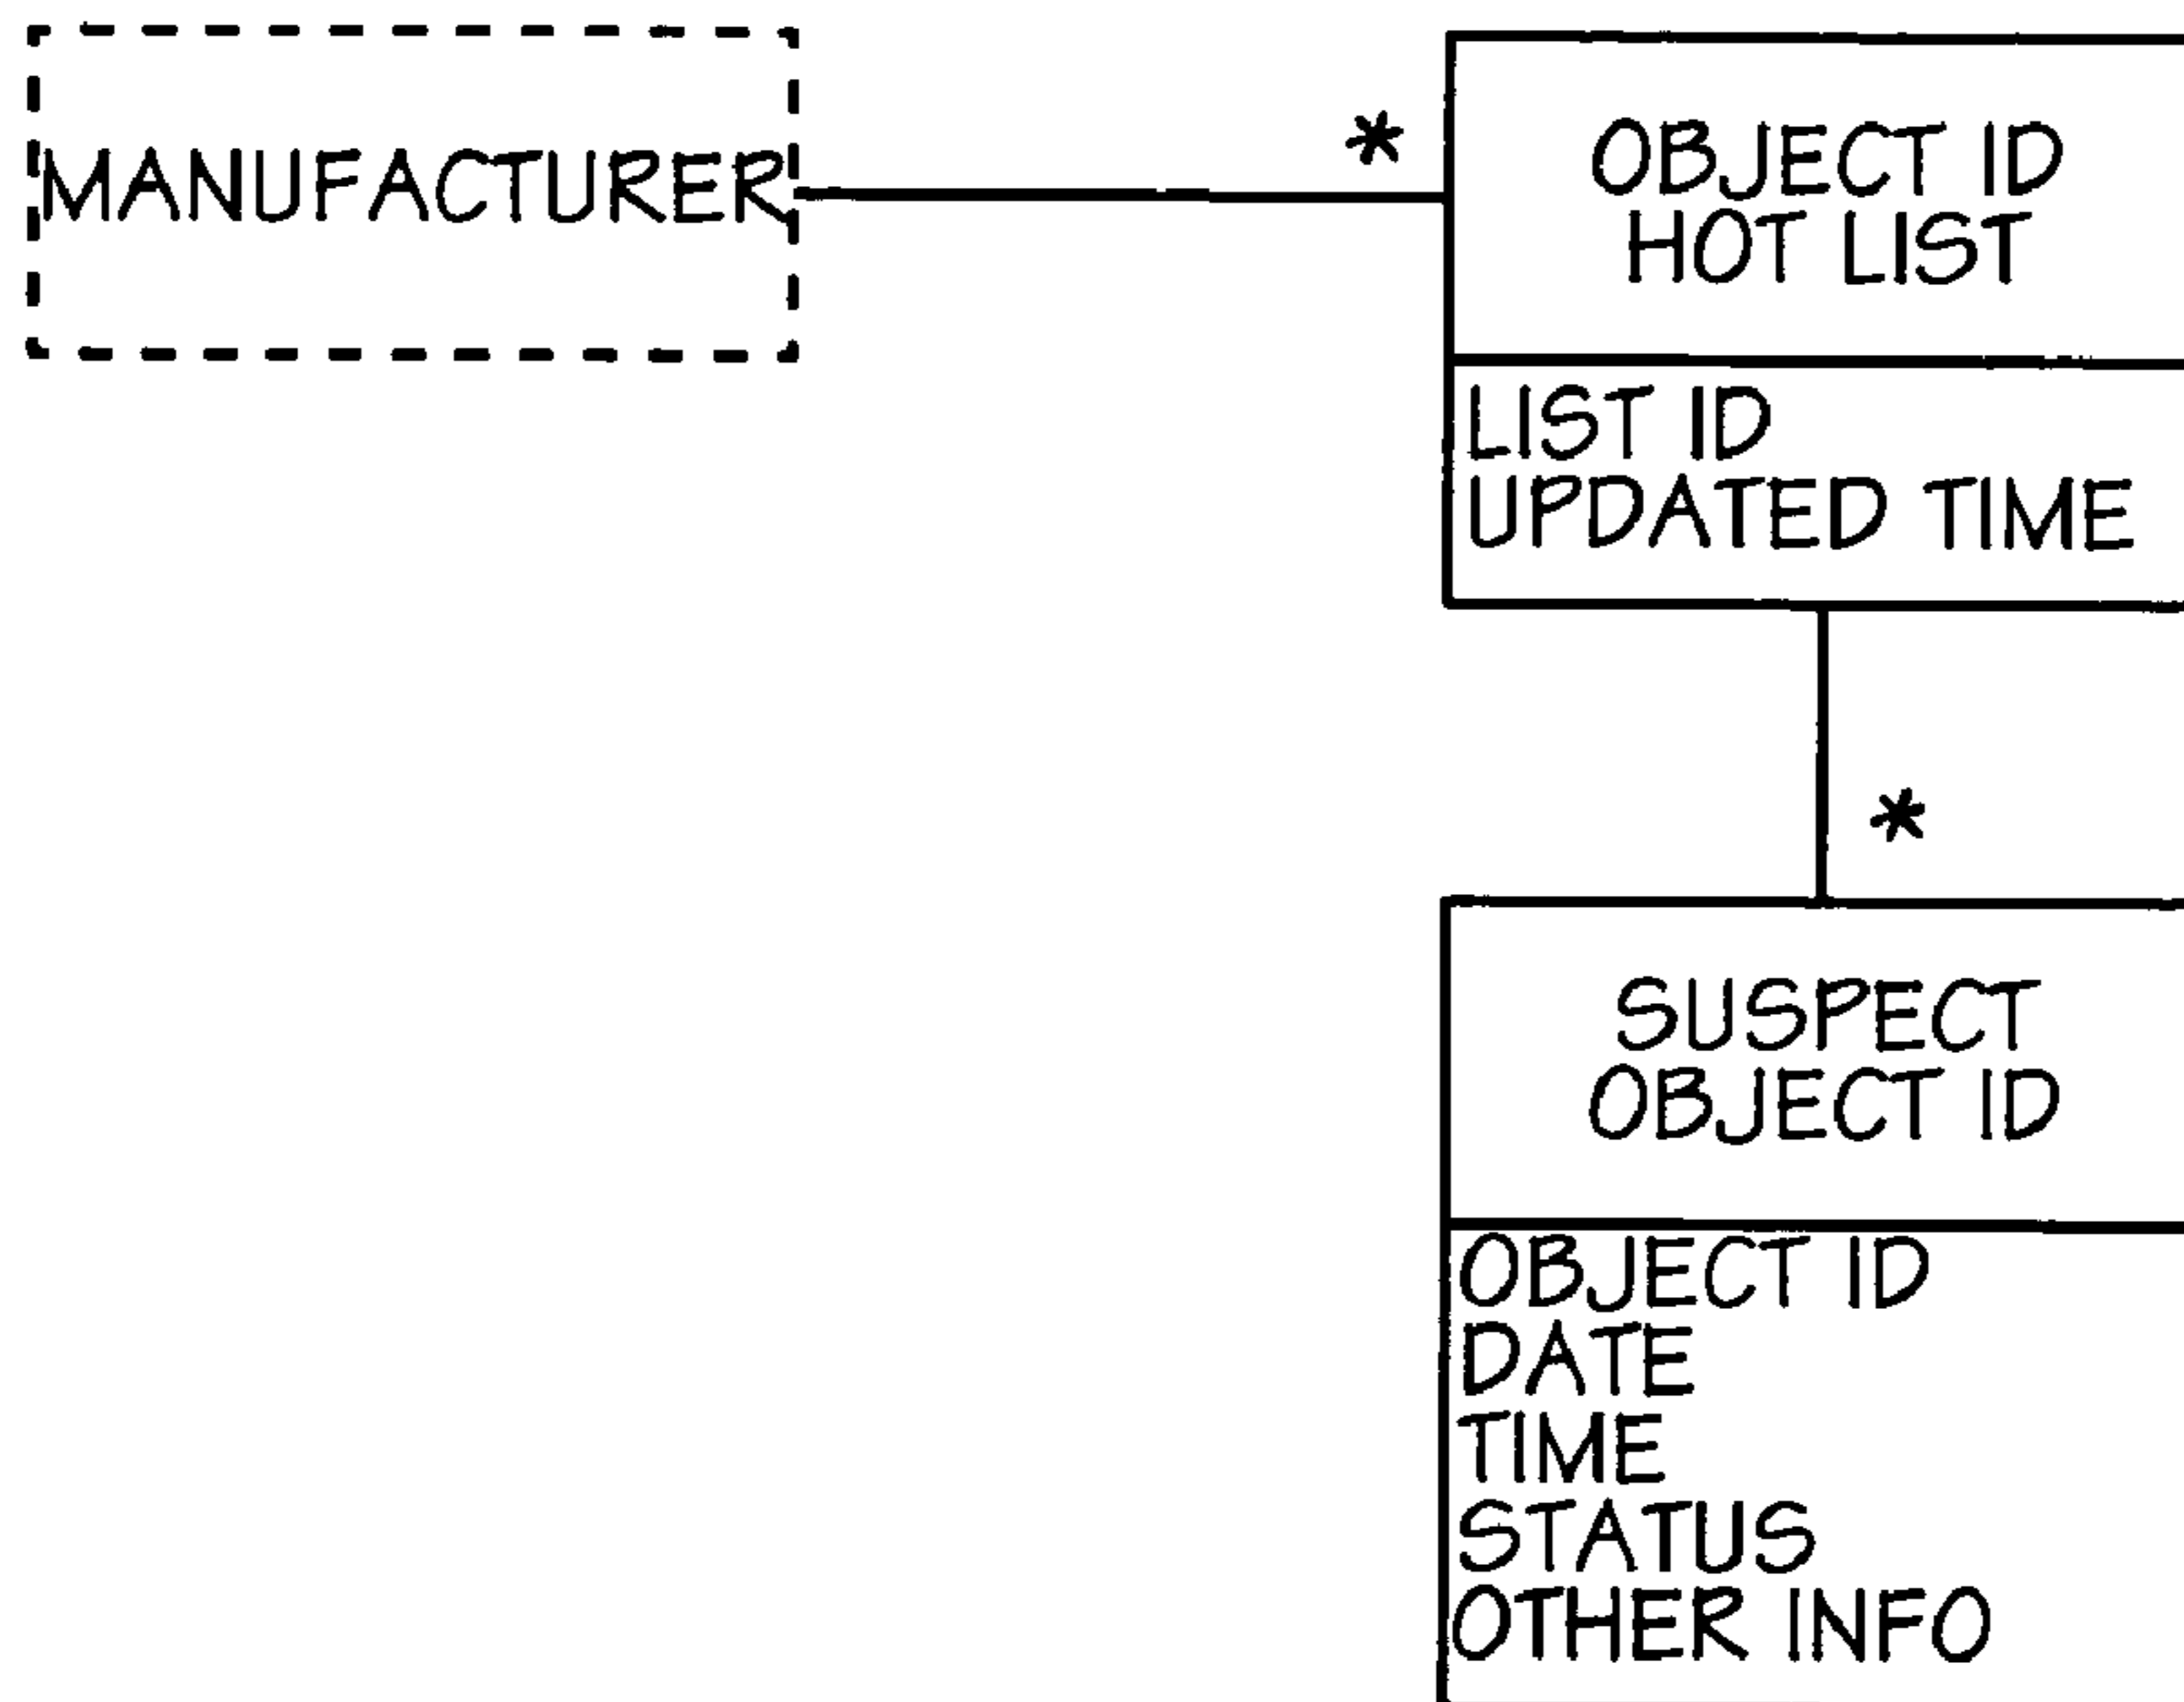 MANUFACTURER
*
OBJECT ID
HOT LIST
LIST ID
UPDATED TIME
*
SUSPECT
OBJECT ID
OBJECT ID
DATE
TIME
STATUS
OTHER INFO